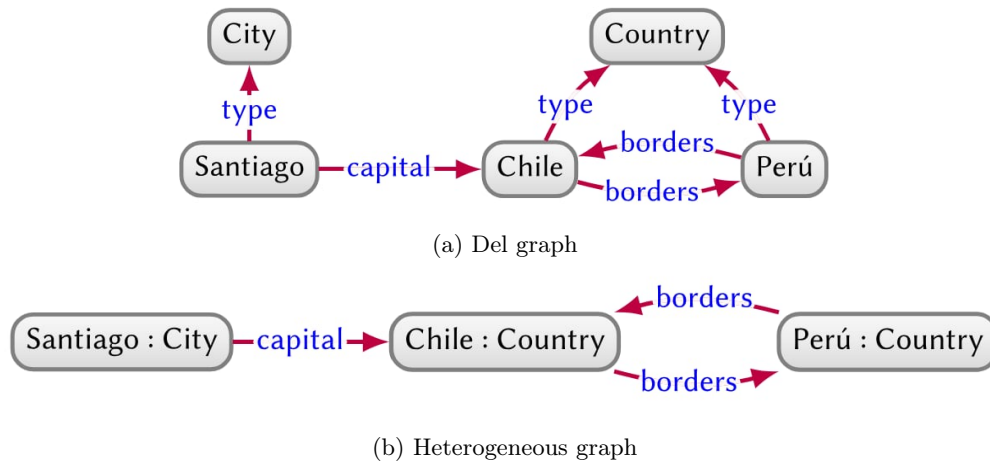 City Country
type type type
borders
Santiago capital Chile Perú
borders
(a) Del graph
borders
Santiago : City capital Chile : Country Perú : Country
borders
(b) Heterogeneous graph